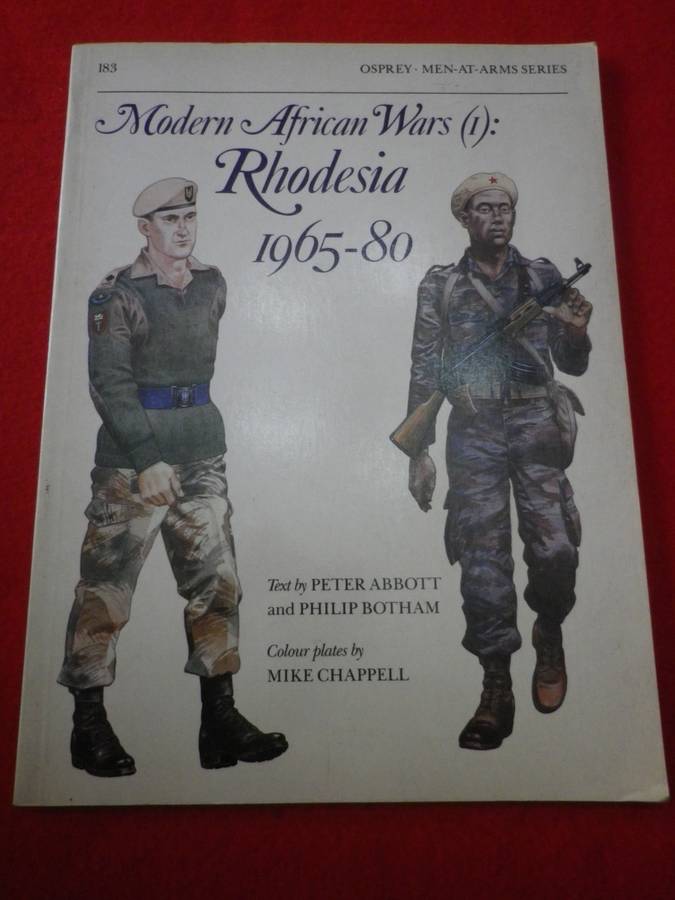 183
OSPREY · MEN-AT-ARMS SERIES
Modern African Wars (1):
Rhodesia
1965-80
Text by PETER ABBOTT
and PHILIP BOTHAM
Colour plates by
MIKE CHAPPELL